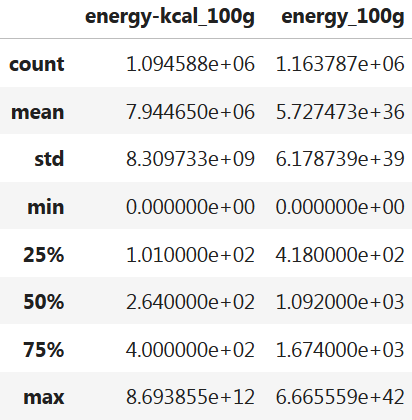 energy-kcal_100g energy_100g
count 1.094588e+06 1.163787e+06
mean 7.944650e+06 5.727473e+36
std 8.309733e+09 6.178739e+39
min 0.000000e+00 0.000000e+00
25% 1.010000e+02 4.180000e+02
50% 2.640000e+02 1.092000e+03
75% 4.000000e+02 1.674000e+03
max 8.693855e+12 6.665559e+42